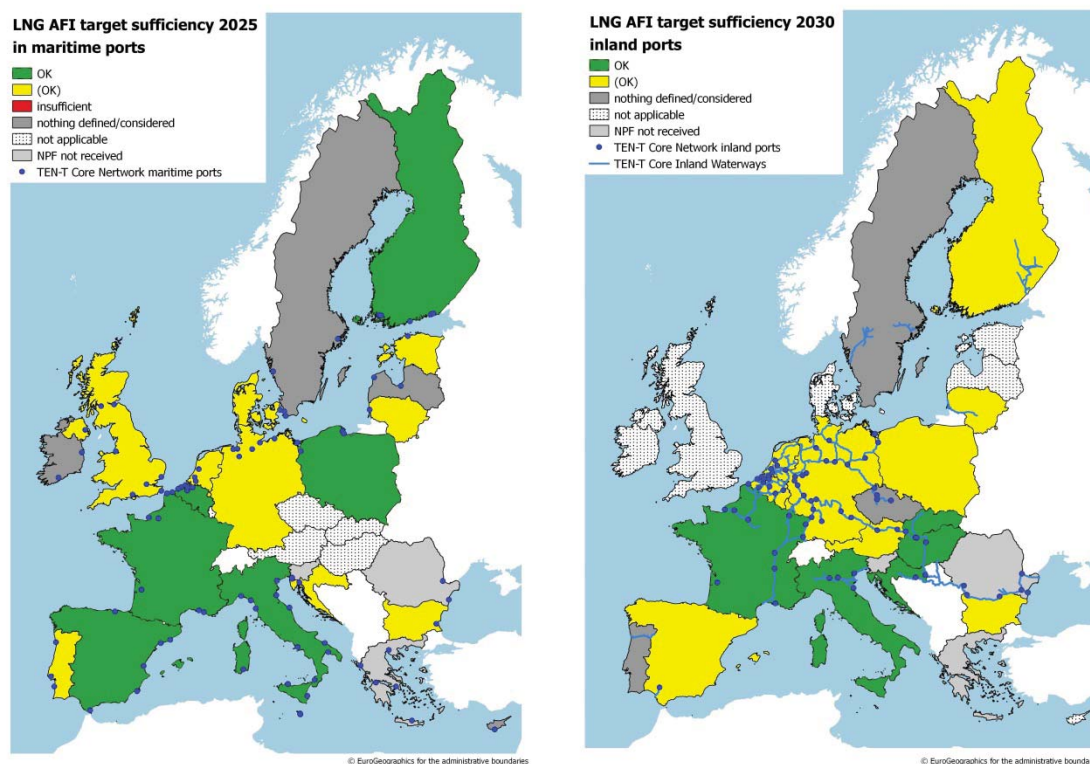 LNG AFI target sufficiency 2025
in maritime ports
OK
(OK)
insufficient
nothing defined/considered
not applicable
NPF not received
TEN-T Core Nertwork maritime ports
© EuroGeographics for the administrative boundaries
LNG AFI target sufficiency 2030
inland ports
OK
(OK)
nothing defined/considered
not applicable
NPF not received
TEN-T Core Network inland ports
TEN-T Core Inland Waterways
© EuroGeographics for the administrative boundaries